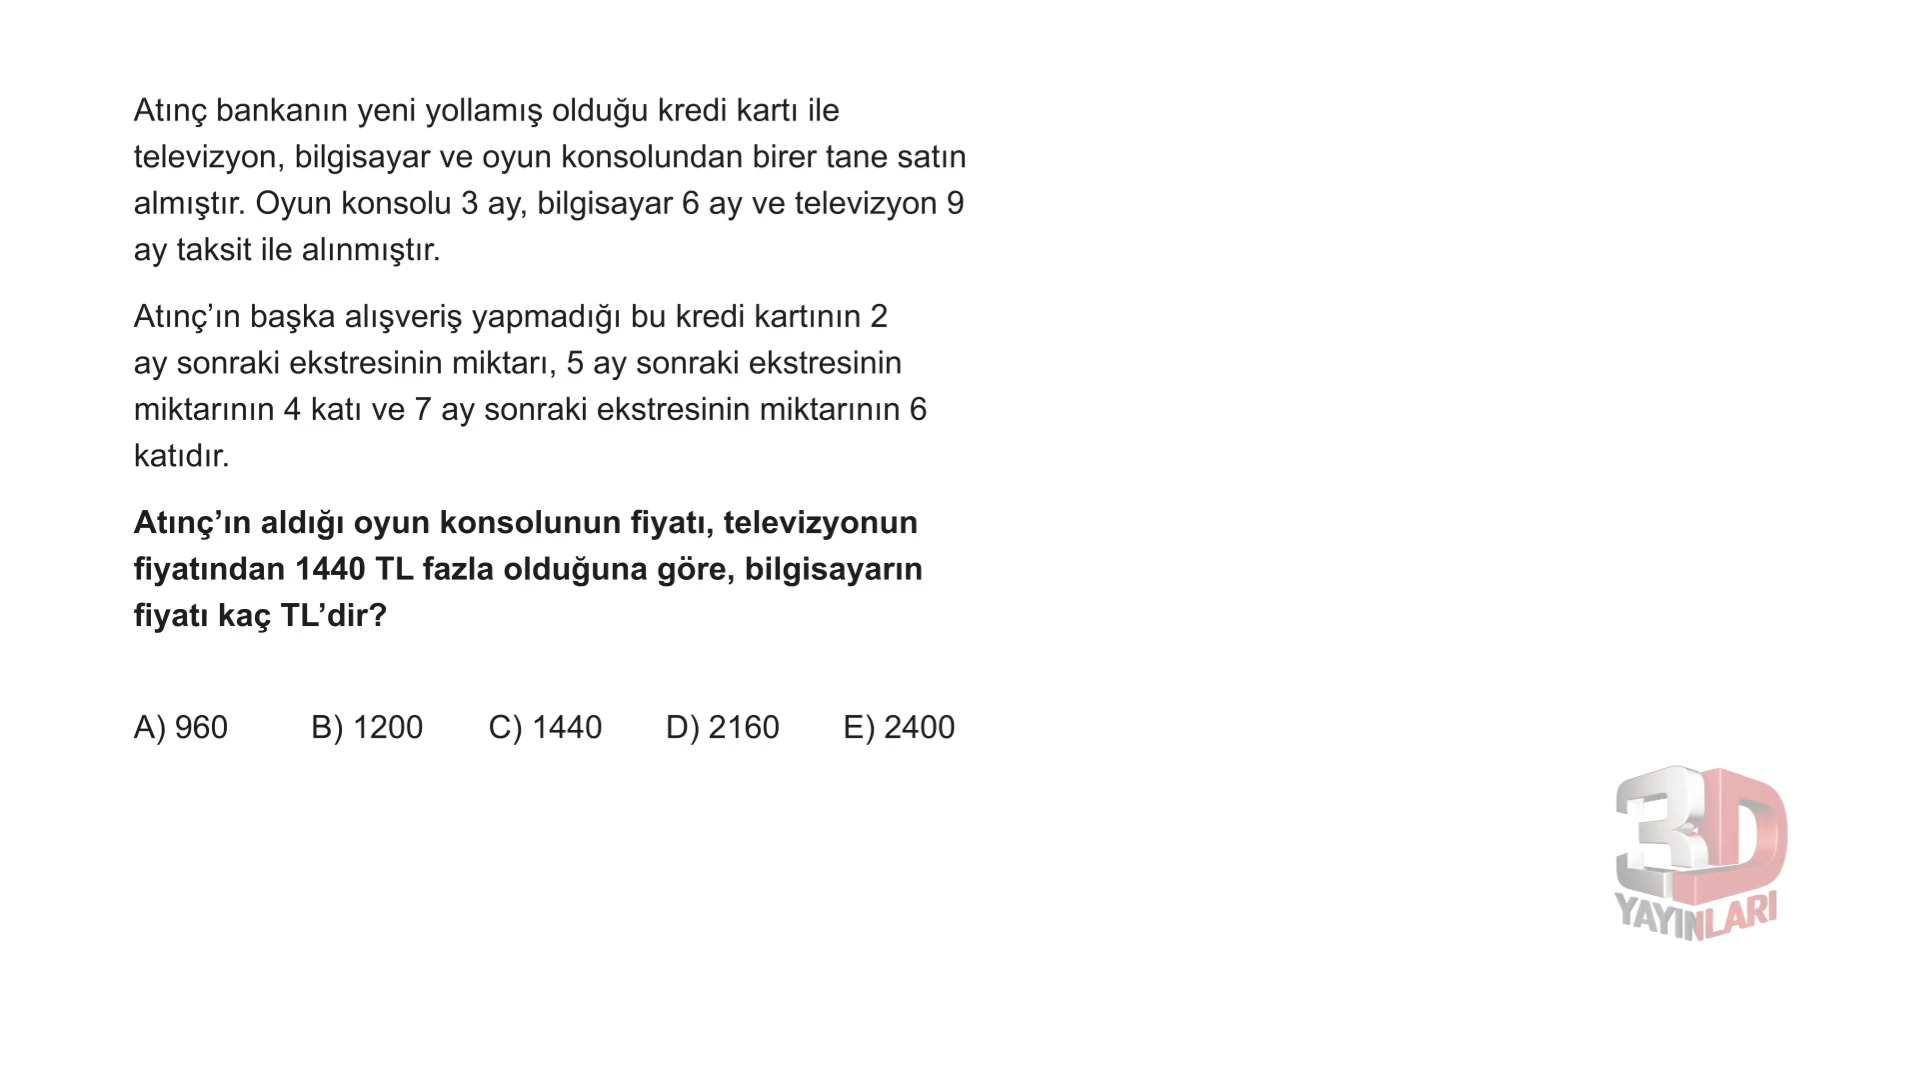 Atınç bankanın yeni yollamış olduğu kredi kartı ile
televizyon, bilgisayar ve oyun konsolundan birer tane satın
almıştır. Oyun konsolu 3 ay, bilgisayar 6 ay ve televizyon 9
ay taksit ile alınmıştır.
Atınç’ın başka alışveriş yapmadığı bu kredi kartının 2
ay sonraki ekstresinin miktarı, 5 ay sonraki ekstresinin
miktarının 4 katı ve 7 ay sonraki ekstresinin miktarının 6
katıdır.
Atınç’ın aldığı oyun konsolunun fiyatı, televizyonun
fiyatından 1440 TL fazla olduğuna göre, bilgisayarın
fiyatı kaç TL’dir?
A) 960 B) 1200 C) 1440 D) 2160 E) 2400
3D
YAYINLARI